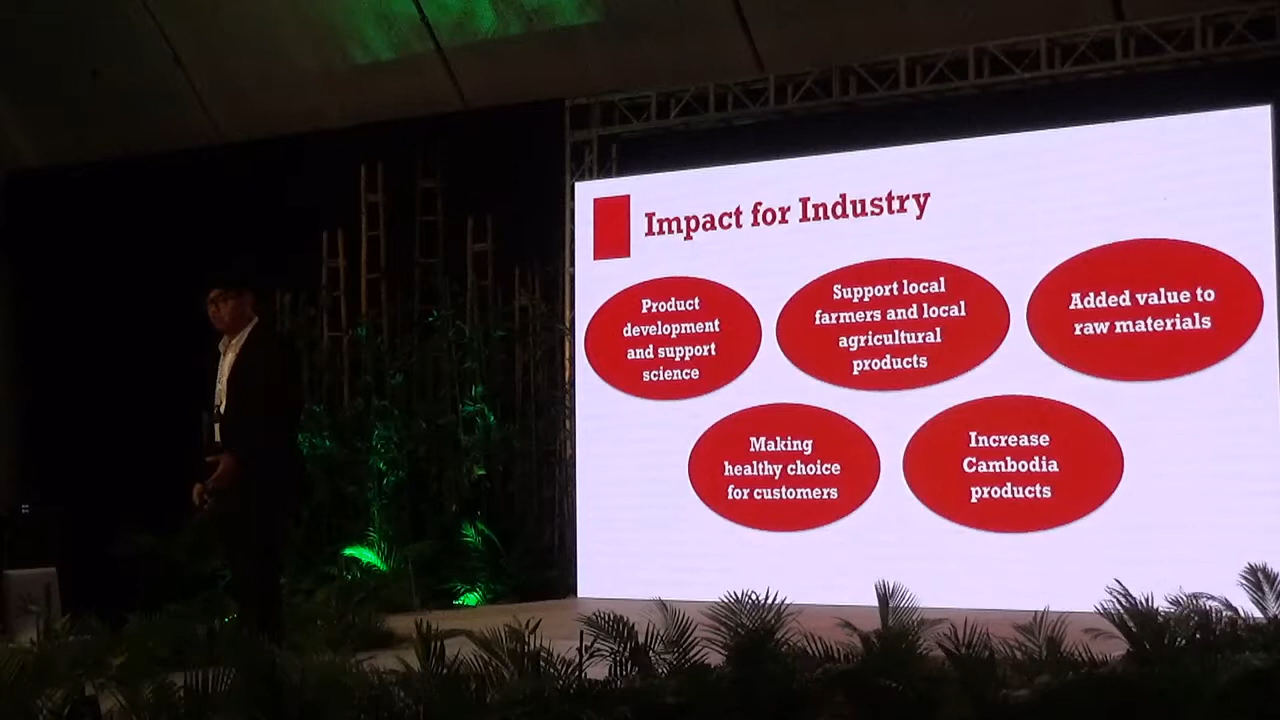 Impact for Industry
Product
development
and support
science
Support local
farmers and local
agricultural
products
Added value to
raw materials
Making
healthy choice
for customers
Increase
Cambodia
products